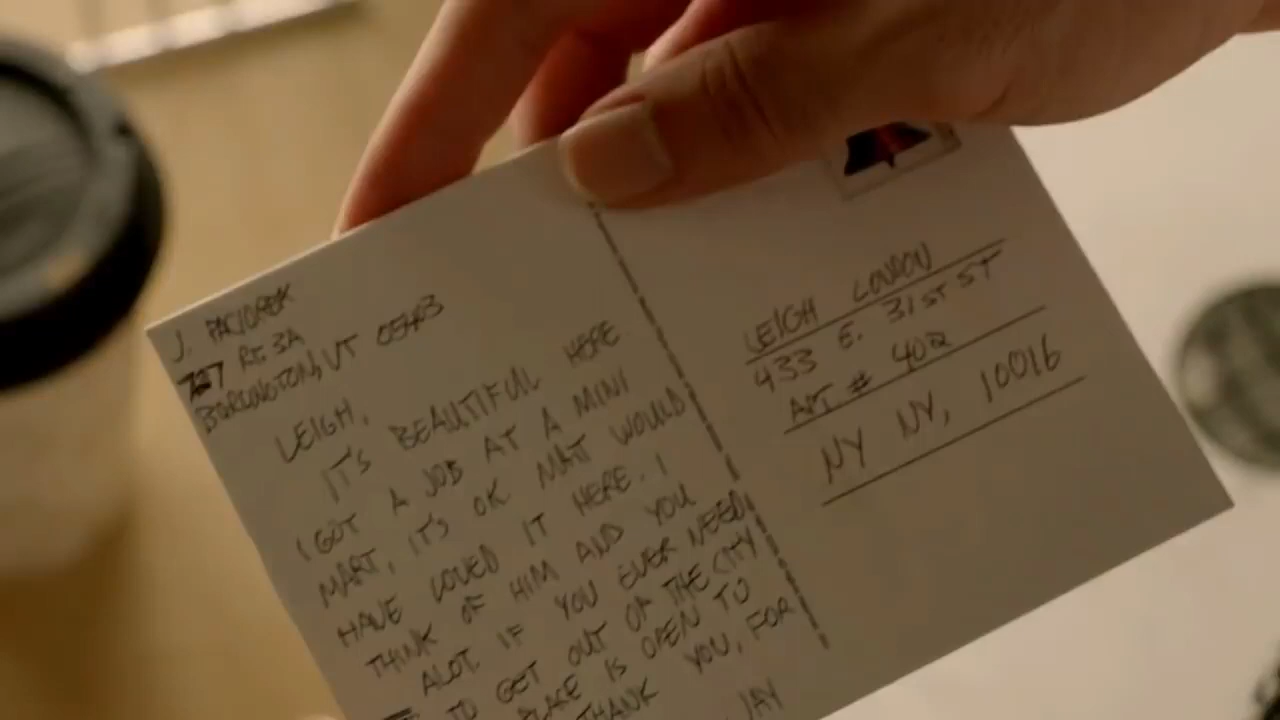 J. PACIOREK
727 RT 3A
BURLINGTON, VT 05403
LEIGH,
IT'S BEAUTIFUL HERE
I GOT A JOB AT A MINI
MART, IT'S OK MATT WOULD
HAVE LOVED IT HERE. I
THINK OF HIM AND YOU
ALOT. IF YOU EVER NEED
TO GET OUT OF THE CITY
PLACE IS OPEN TO
THANK YOU, FOR
JAY
LEIGH LONDON
433 E. 31ST ST
APT # 402
NY NY, 10016